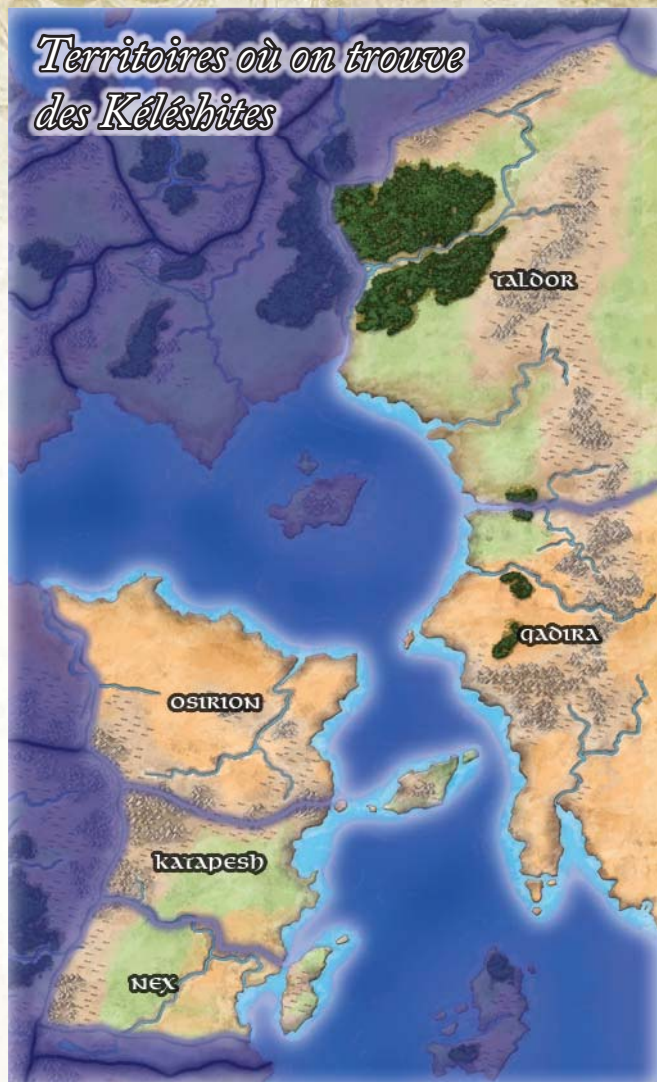 Territoires où on trouve
des Kéléshites
TALDOR
QADIRA
OSIRION
KATAPESH
NEX